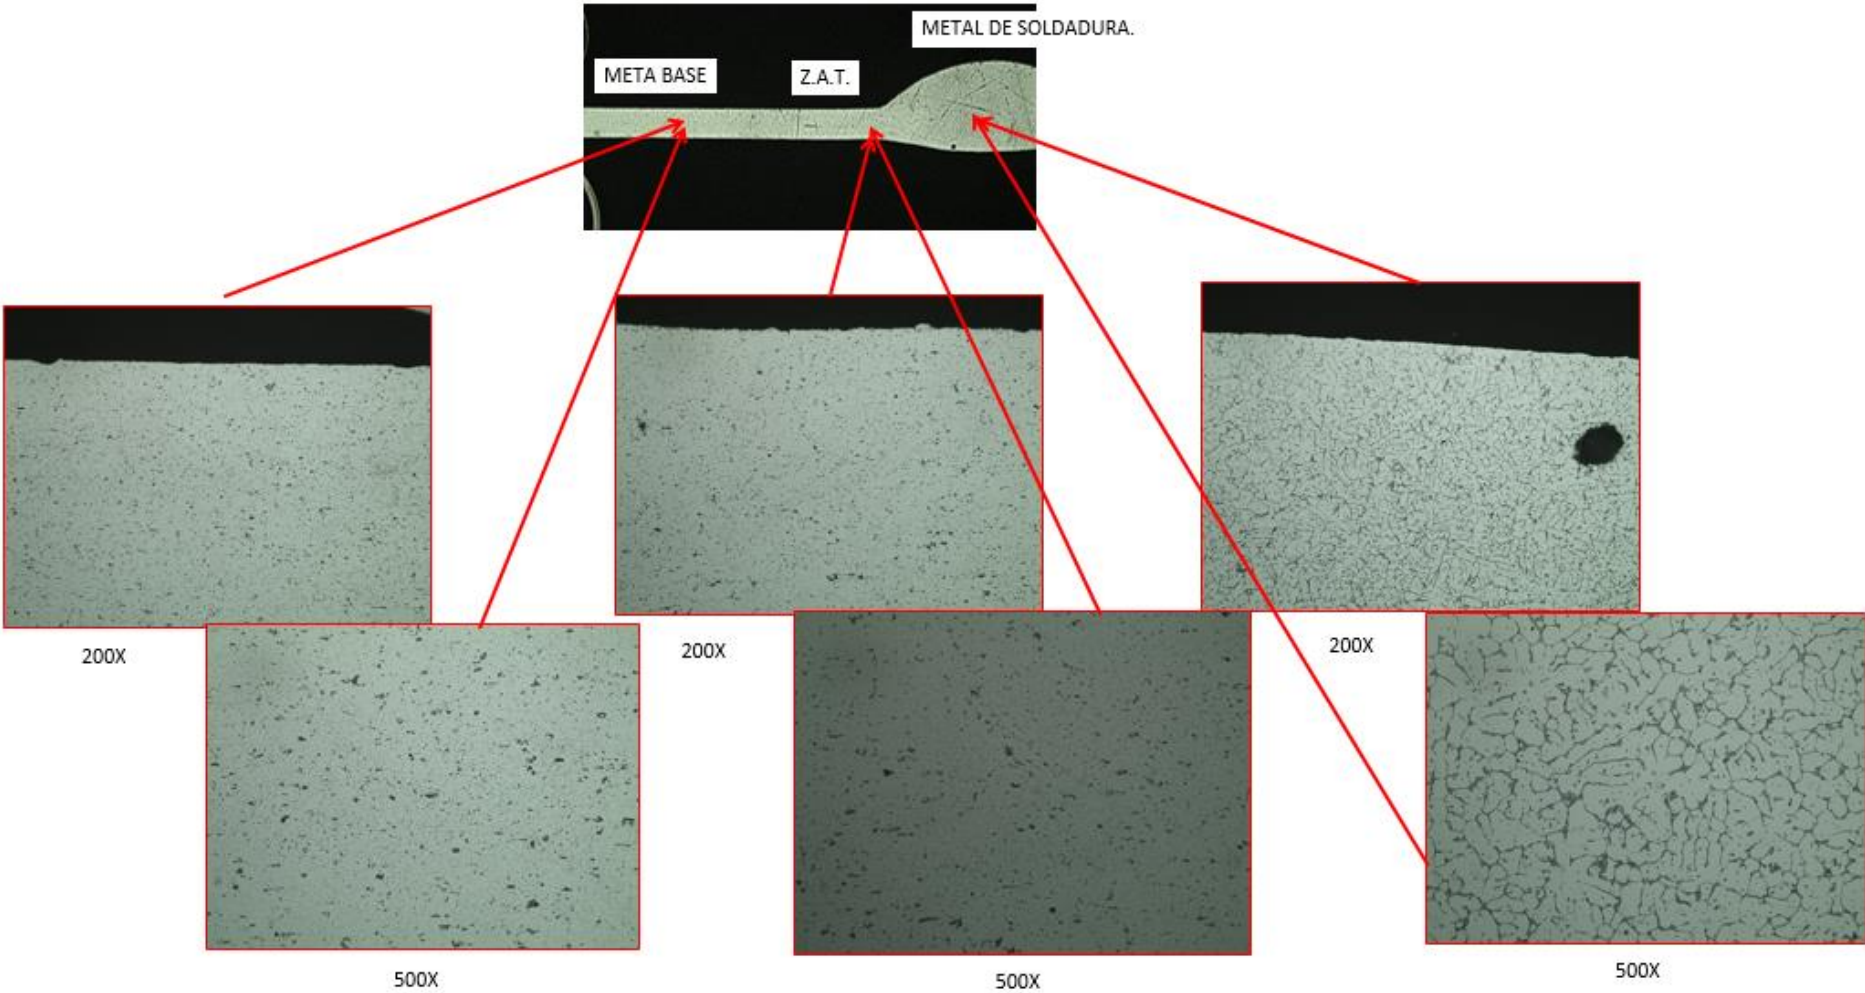 METAL DE SOLDADURA.
META BASE
Z.A.T.
200X
200X
200X
500X
500X
500X